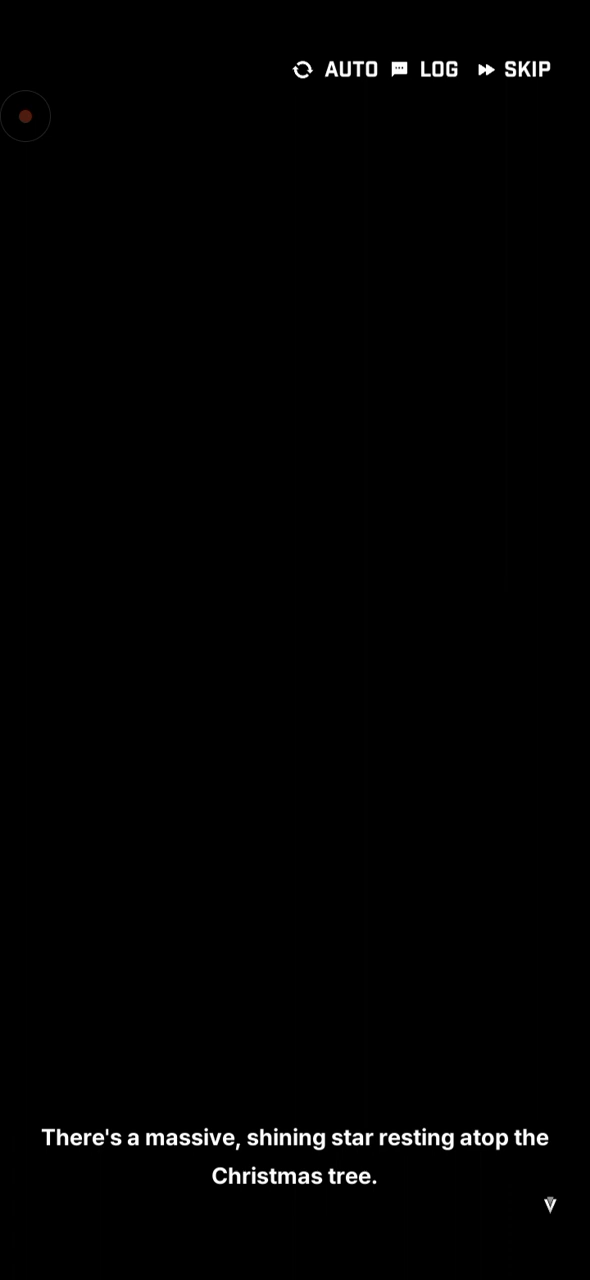 AUTO LOG SKIP
There's a massive, shining star resting atop the
Christmas tree.